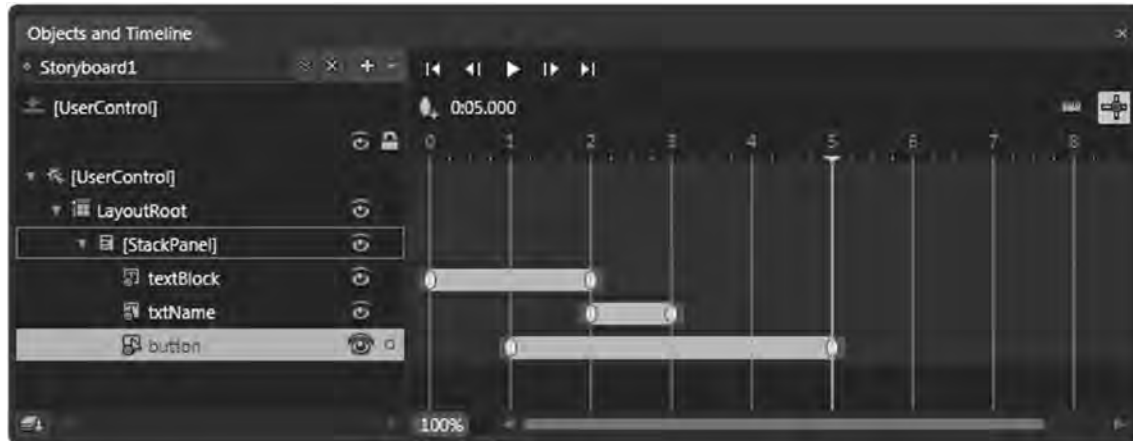 Objects and Timeline
Storyboard1
[UserControl]
0:05.000
0 1 2 3 4 5 6 7 8
[UserControl]
LayoutRoot
[StackPanel]
textBlock
txtName
button
100%